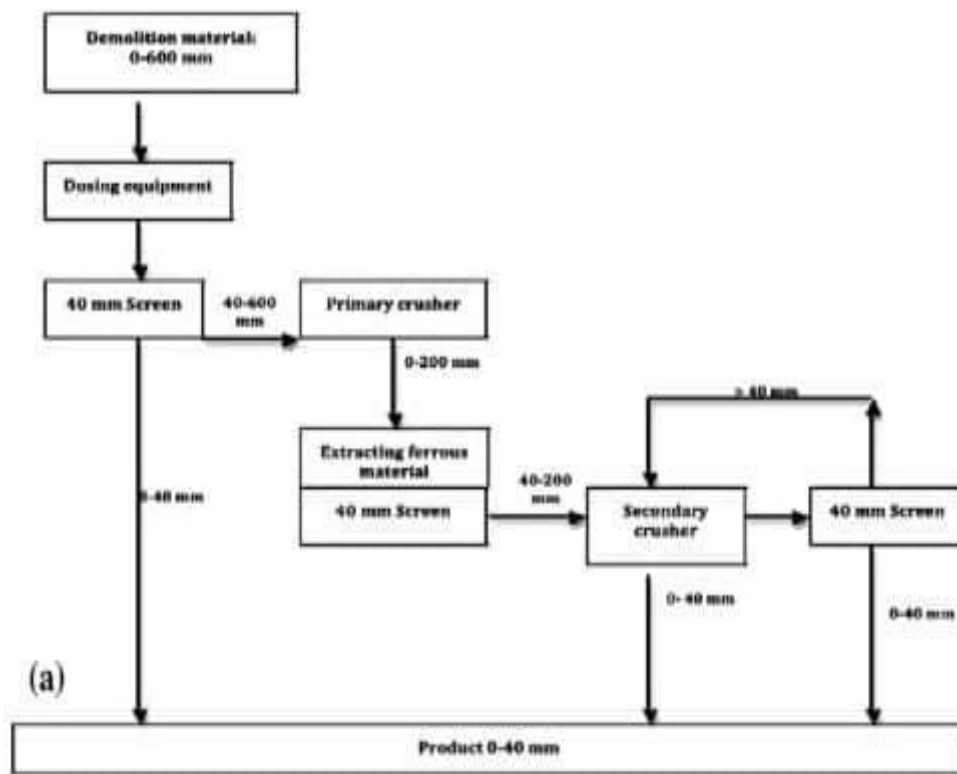 Demolition material:
0-600 mm
Dosing equipment
40 mm Screen
40-600
mm
Primary crusher
0-200 mm
> 40 mm
Extracting ferrous
material
40-200
mm
40 mm Screen
Secondary
crusher
40 mm Screen
0-40 mm
0- 40 mm
0-40 mm
(a)
Product 0-40 mm